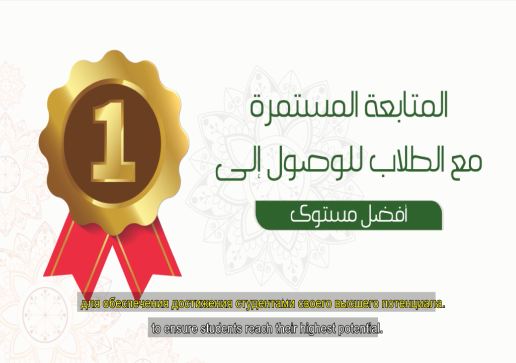 1
المتابعة المستمرة
مع الطلاب للوصول إلى
أفضل مستوى
для обеспечения достижения студентами своего высшего потенциала.
to ensure students reach their highest potential.